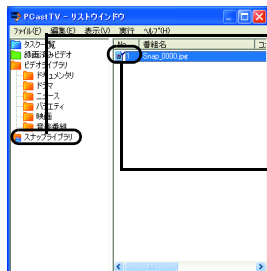 PCastTV - リストウインドウ
ファイル(F) 編集(E) 表示(V) 実行 ヘルプ(H)
タスク一覧
録画済みビデオ
ビデオライブラリ
ドキュメンタリ
ドラマ
ニュース
バラエティ
映画
音楽番組
スナップライブラリ
No. 番組名
1 Snap_0000.jpg